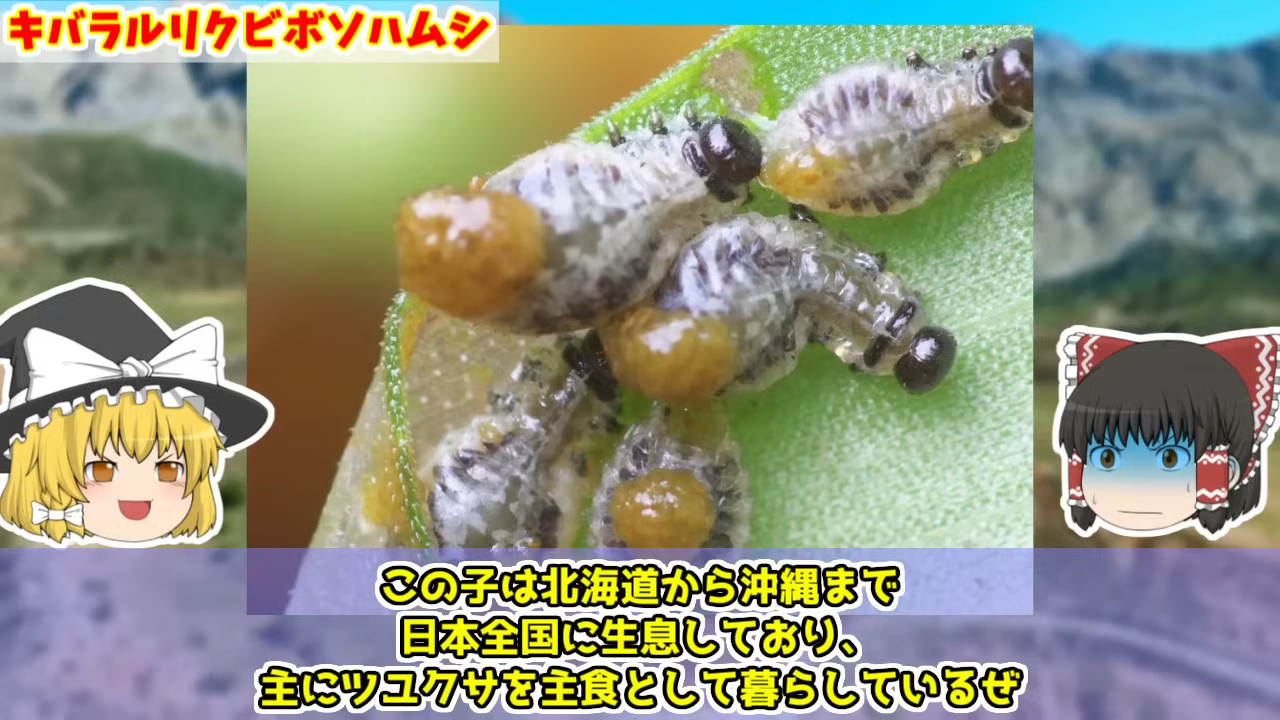 キバラルリクビボソハムシ
この子は北海道から沖縄まで
日本全国に生息しており、
主にツユクサを主食として暮らしているぜ